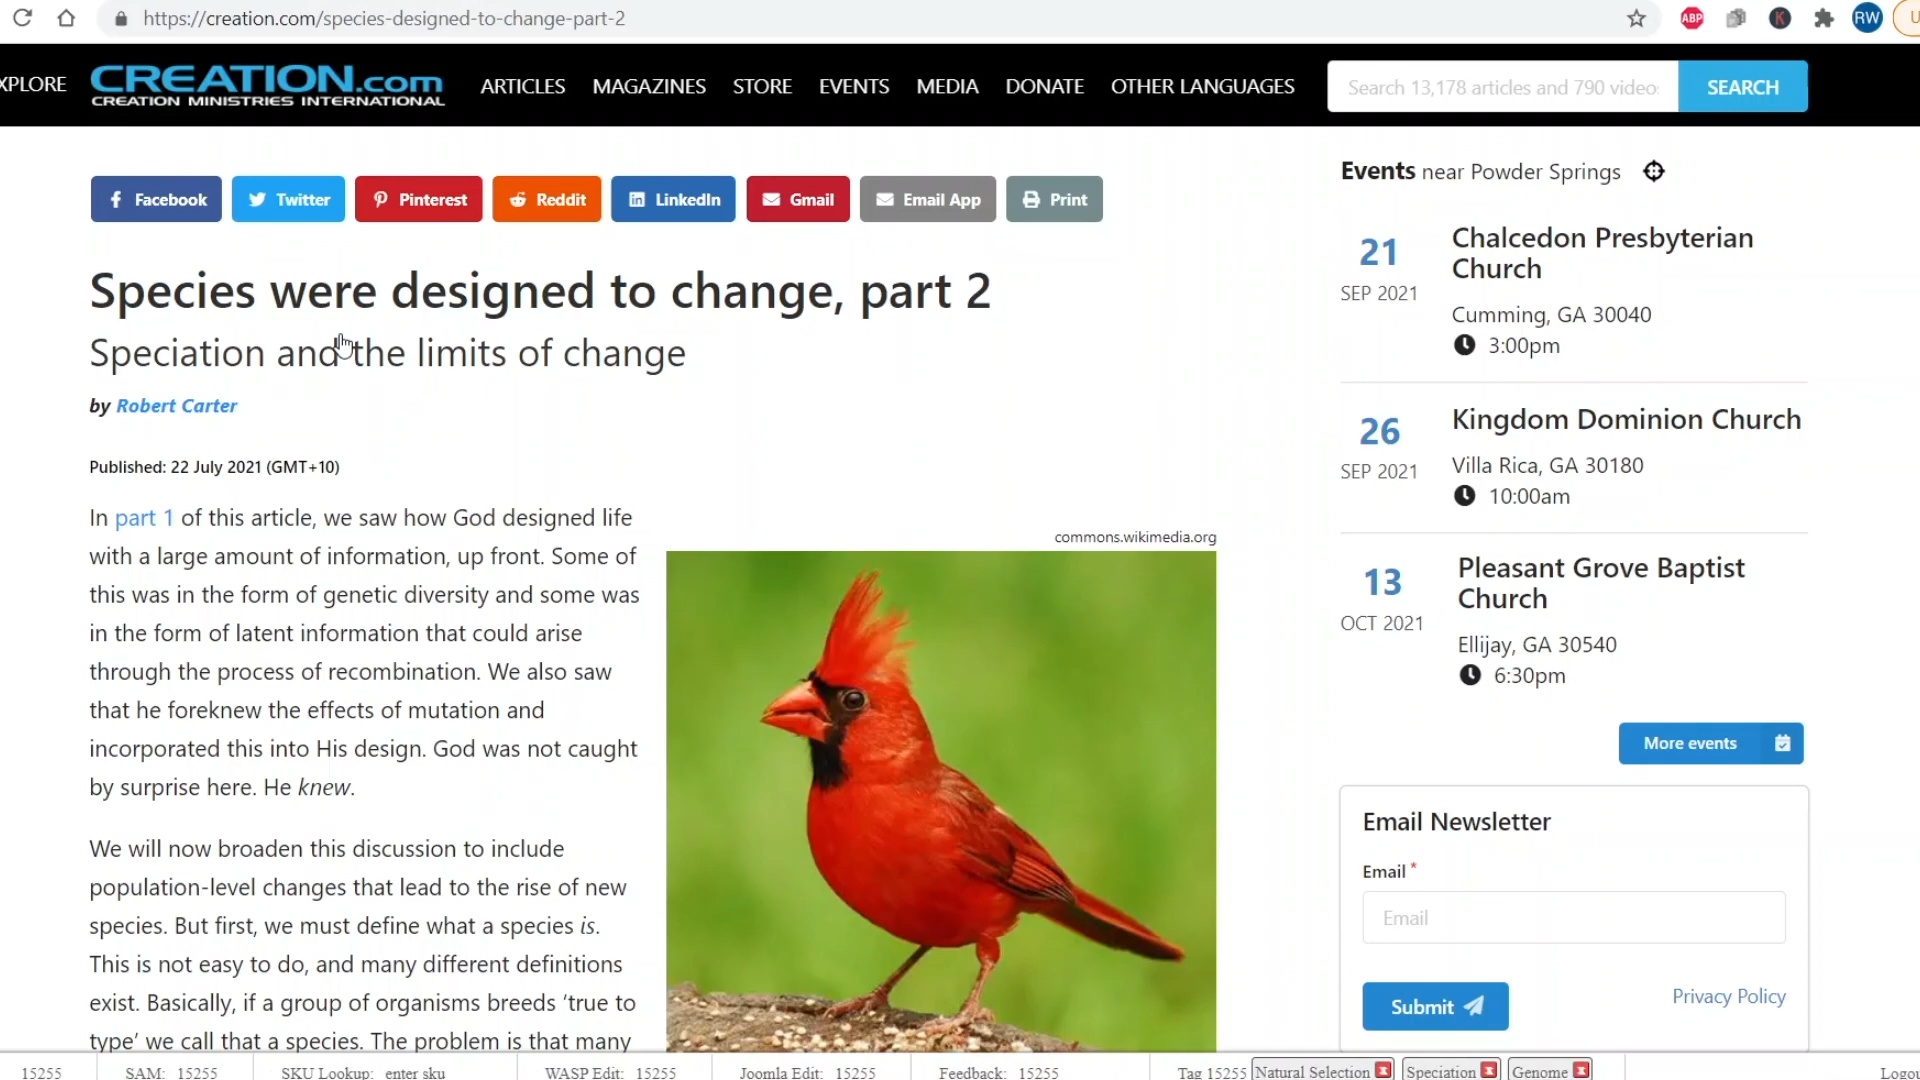 https://creation.com/species-designed-to-change-part-2
ABP
K
RW
U
XPLORE
CREATION.com
CREATION MINISTRIES INTERNATIONAL
ARTICLES
MAGAZINES
STORE
EVENTS
MEDIA
DONATE
OTHER LANGUAGES
Search 13,178 articles and 790 video
SEARCH
Facebook
Twitter
Pinterest
Reddit
LinkedIn
Gmail
Email App
Print
Species were designed to change, part 2
Speciation and the limits of change
by Robert Carter
Published: 22 July 2021 (GMT+10)
In part 1 of this article, we saw how God designed life
with a large amount of information, up front. Some of
this was in the form of genetic diversity and some was
in the form of latent information that could arise
through the process of recombination. We also saw
that he foreknew the effects of mutation and
incorporated this into His design. God was not caught
by surprise here. He knew.
We will now broaden this discussion to include
population-level changes that lead to the rise of new
species. But first, we must define what a species is.
This is not easy to do, and many different definitions
exist. Basically, if a group of organisms breeds ‘true to
type’ we call that a species. The problem is that many
commons.wikimedia.org
Events near Powder Springs
21
SEP 2021
Chalcedon Presbyterian
Church
Cumming, GA 30040
3:00pm
26
SEP 2021
Kingdom Dominion Church
Villa Rica, GA 30180
10:00am
13
OCT 2021
Pleasant Grove Baptist
Church
Ellijay, GA 30540
6:30pm
More events
Email Newsletter
Email *
Email
Submit
Privacy Policy
15255
SAM: 15255
SKU Lookup: enter sku
WASP Edit: 15255
Joomla Edit: 15255
Feedback: 15255
Tag 15255
Natural Selection
Speciation
Genome
Logou